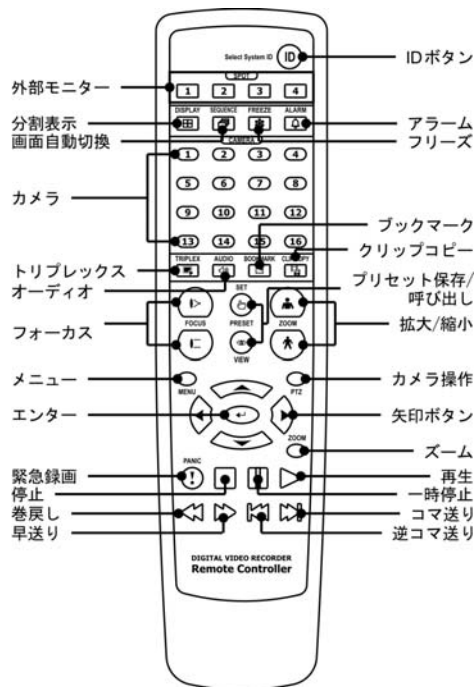 Select System ID
ID
IDボタン
SPOT
外部モニター
1 2 3 4
DISPLAY SEQUENCE FREEZE ALARM
分割表示
アラーム
画面自動切換
フリーズ
CAMERA
1 2 3 4
カメラ
5 6 7 8
9 10 11 12
13 14 15 16
ブックマーク
クリップコピー
TRIPLEX AUDIO BOOKMARK CLIP COPY
トリプレックス
オーディオ
プリセット保存/
呼び出し
SET
FOCUS PRESET ZOOM
フォーカス
拡大/縮小
VIEW
メニュー
MENU
PTZ
カメラ操作
エンター
矢印ボタン
ZOOM
ズーム
PANIC
緊急録画
再生
停止
一時停止
巻戻し
コマ送り
早送り
逆コマ送り
DIGITAL VIDEO RECORDER
Remote Controller